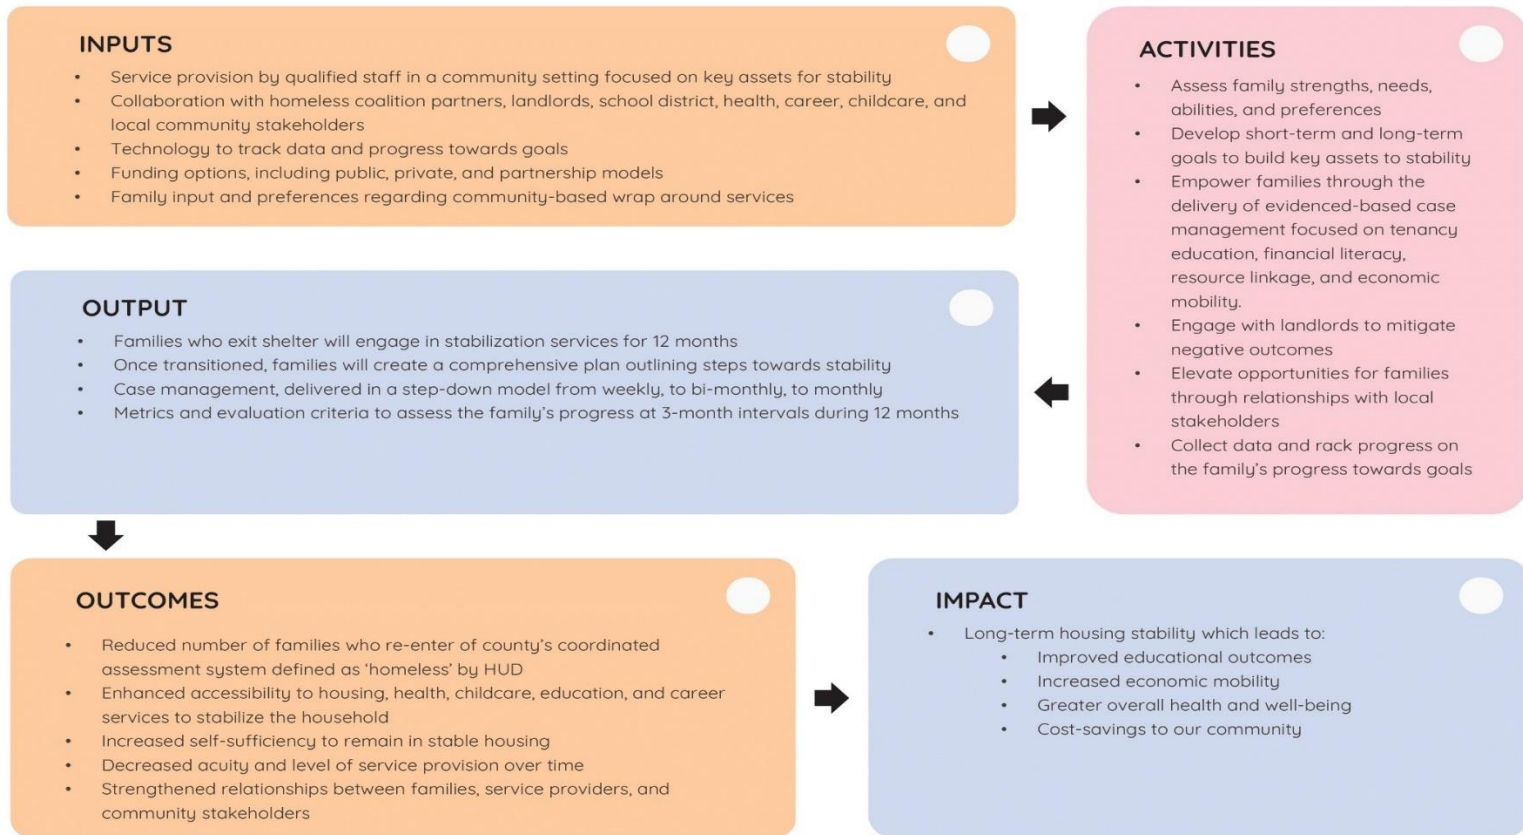 INPUTS
• Service provision by qualified staff in a community setting focused on key assets for stability
• Collaboration with homeless coalition partners, landlords, school district, health, career, childcare, and
local community stakeholders
• Technology to track data and progress towards goals
• Funding options, including public, private, and partnership models
• Family input and preferences regarding community-based wrap around services
ACTIVITIES
• Assess family strengths, needs,
abilities, and preferences
• Develop short-term and long-term
goals to build key assets to stability
• Empower families through the
delivery of evidenced-based case
management focused on tenancy
education, financial literacy,
resource linkage, and economic
mobility.
• Engage with landlords to mitigate
negative outcomes
• Elevate opportunities for families
through relationships with local
stakeholders
• Collect data and rack progress on
the family's progress towards goals
OUTPUT
• Families who exit shelter will engage in stabilization services for 12 months
• Once transitioned, families will create a comprehensive plan outlining steps towards stability
• Case management, delivered in a step-down model from weekly, to bi-monthly, to monthly
• Metrics and evaluation criteria to assess the family's progress at 3-month intervals during 12 months
OUTCOMES
• Reduced number of families who re-enter of county's coordinated
assessment system defined as 'homeless' by HUD
• Enhanced accessibility to housing, health, childcare, education, and career
services to stabilize the household
• Increased self-sufficiency to remain in stable housing
• Decreased acuity and level of service provision over time
• Strengthened relationships between families, service providers, and
community stakeholders
IMPACT
• Long-term housing stability which leads to:
• Improved educational outcomes
• Increased economic mobility
• Greater overall health and well-being
• Cost-savings to our community